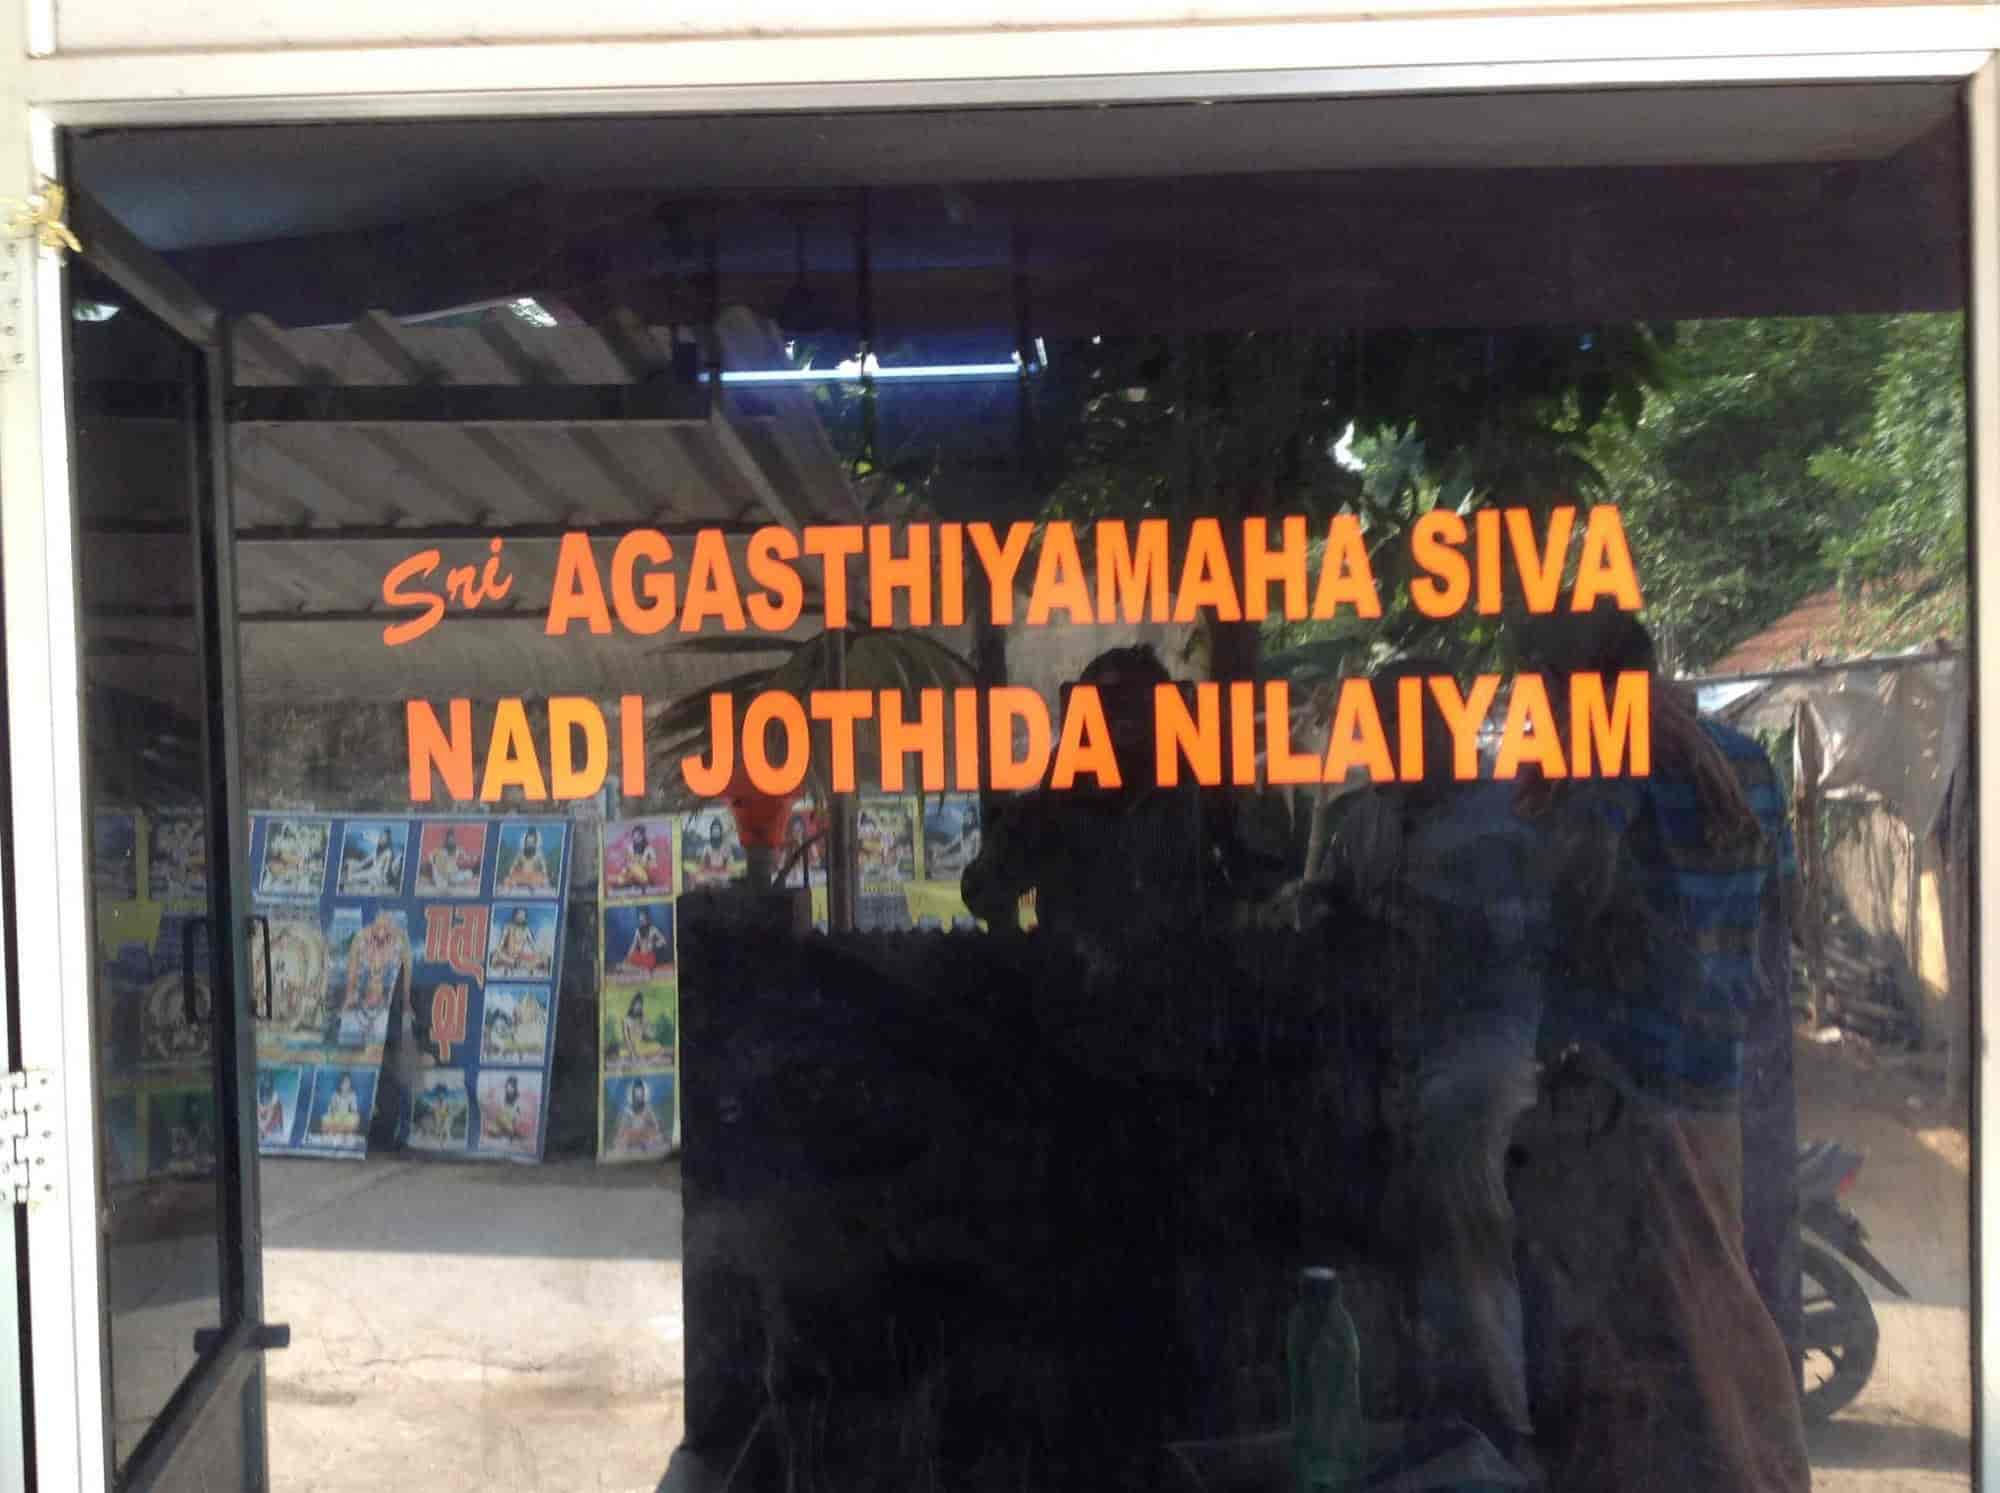 Sri AGASTHIYAMAHA SIVA
NADI JOTHIDA NILAIYAM